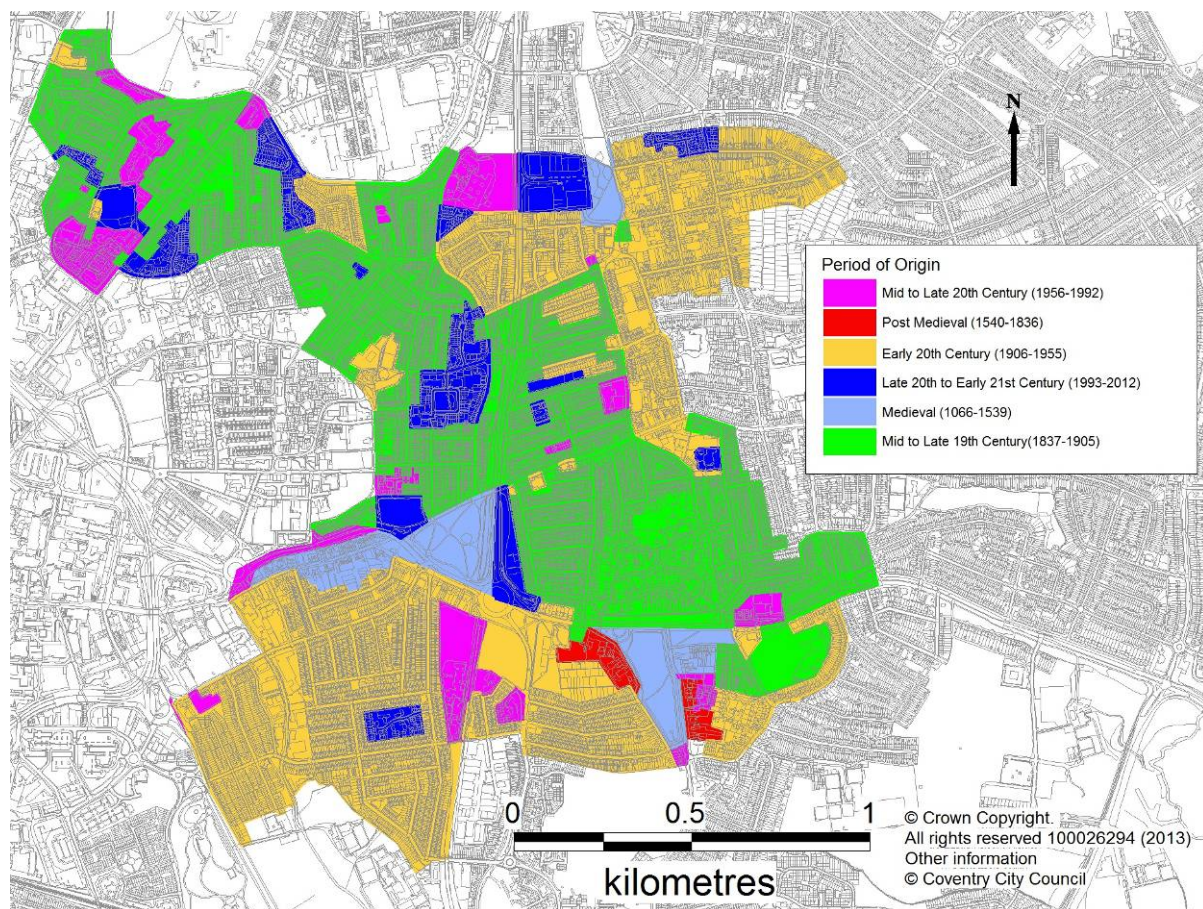 N
Period of Origin
Mid to Late 20th Century (1956-1992)
Post Medieval (1540-1836)
Early 20th Century (1906-1955)
Late 20th to Early 21st Century (1993-2012)
Medieval (1066-1539)
Mid to Late 19th Century(1837-1905)
0 0.5 1
kilometres
© Crown Copyright.
All rights reserved 100026294 (2013)
Other information
© Coventry City Council